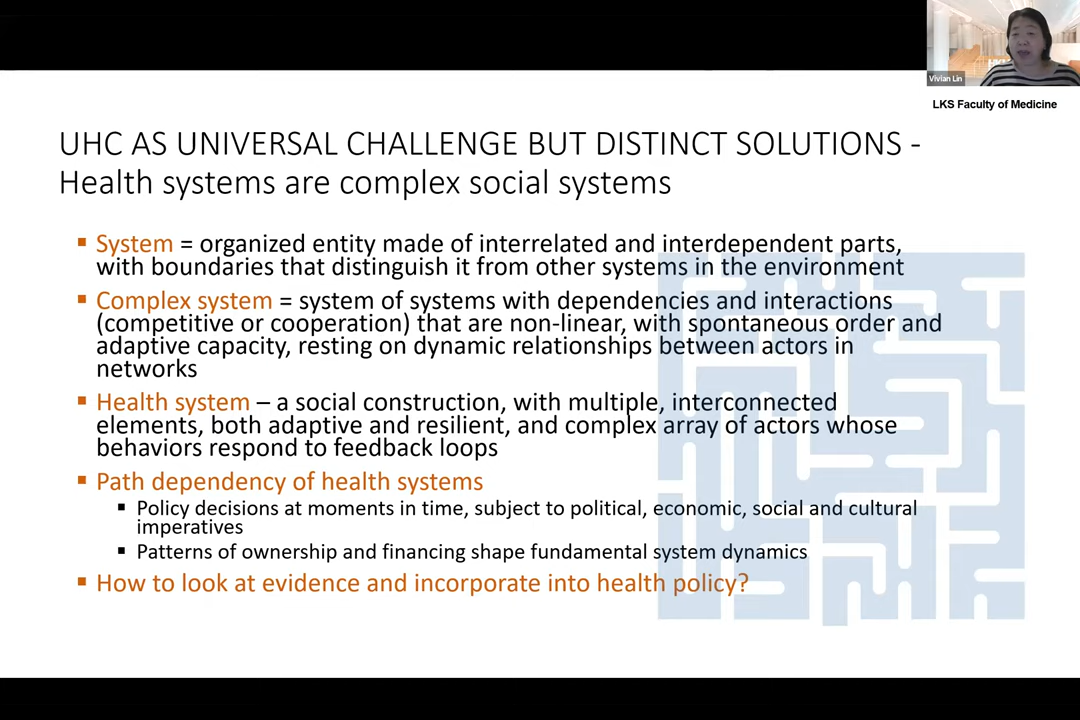 Vivian Lin
LKS Faculty of Medicine
UHC AS UNIVERSAL CHALLENGE BUT DISTINCT SOLUTIONS -
Health systems are complex social systems
▪ System = organized entity made of interrelated and interdependent parts,
with boundaries that distinguish it from other systems in the environment
▪ Complex system = system of systems with dependencies and interactions
(competitive or cooperation) that are non-linear, with spontaneous order and
adaptive capacity, resting on dynamic relationships between actors in
networks
▪ Health system – a social construction, with multiple, interconnected
elements, both adaptive and resilient, and complex array of actors whose
behaviors respond to feedback loops
▪ Path dependency of health systems
▪ Policy decisions at moments in time, subject to political, economic, social and cultural
imperatives
▪ Patterns of ownership and financing shape fundamental system dynamics
▪ How to look at evidence and incorporate into health policy?